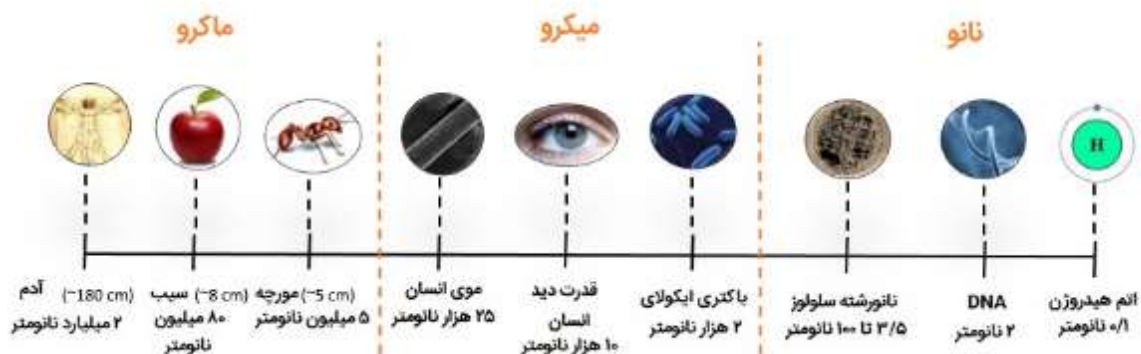 نانو
میکرو
ماکرو
H
اتم هیدروژن
۰/۱ نانومتر
DNA
۲ نانومتر
نانورشته سلولوز
۳/۵ تا ۱۰۰ نانومتر
باکتری ایکولای
۲ هزار نانومتر
قدرت دید
انسان
۱۰ هزار نانومتر
موی انسان
۲۵ هزار نانومتر
مورچه (~5 cm)
۵ میلیون نانومتر
سیب (~8 cm)
۸۰ میلیون
نانومتر
آدم (~180 cm)
۲ میلیارد نانومتر